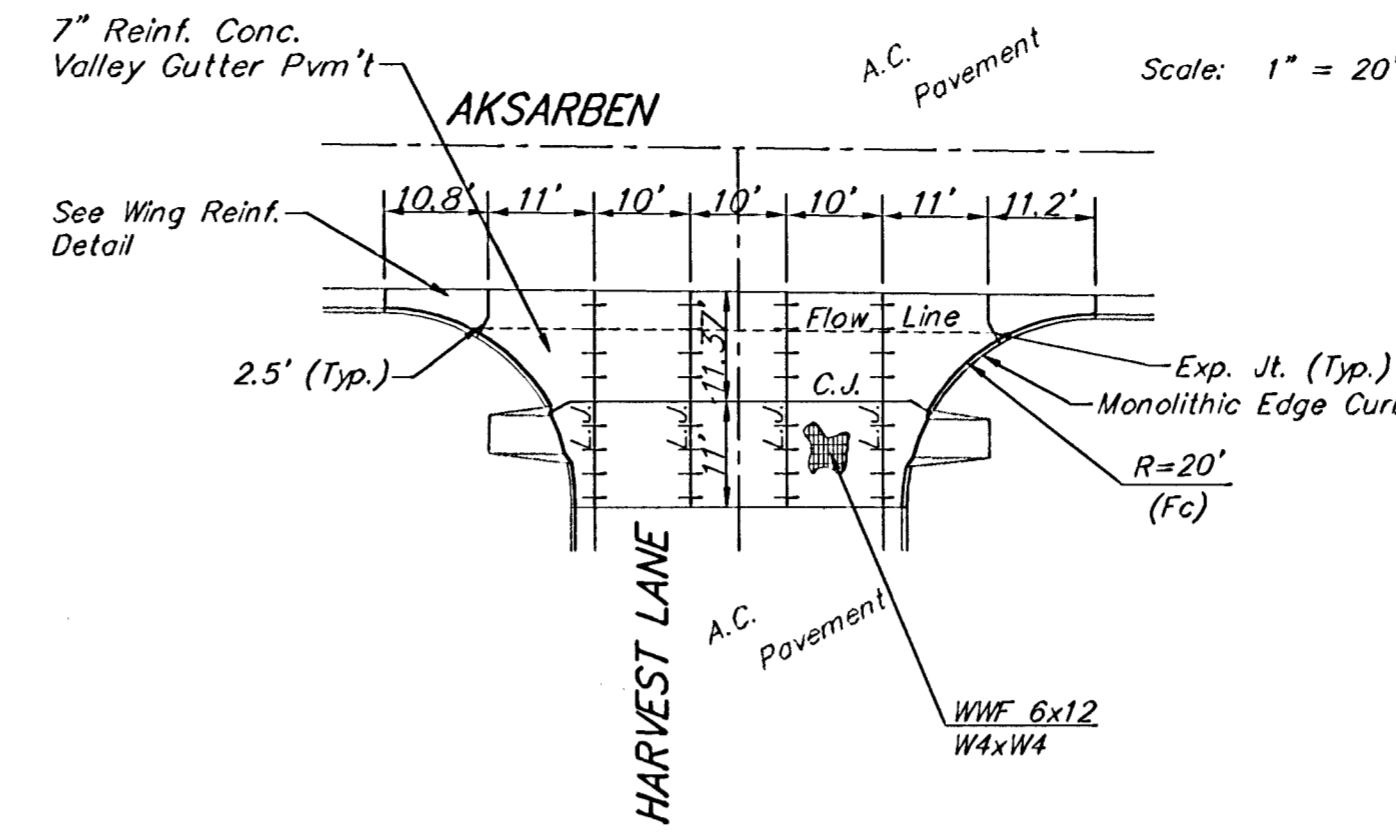 7" Reinf. Conc.
Valley Gutter Pvm't
A.C.
Pavement
Scale: 1" = 20'
AKSARBEN
10.8' 11' 10' 10' 10' 11' 11.2'
See Wing Reinf.
Detail
11.37'
Flow Line
2.5' (Typ.)
Exp. Jt. (Typ.)
C.J.
Monolithic Edge Cur
L.J. L.J. L.J. L.J.
11'
R=20'
(Fc)
HARVEST LANE
A.C.
Pavement
WWF 6x12
W4xW4